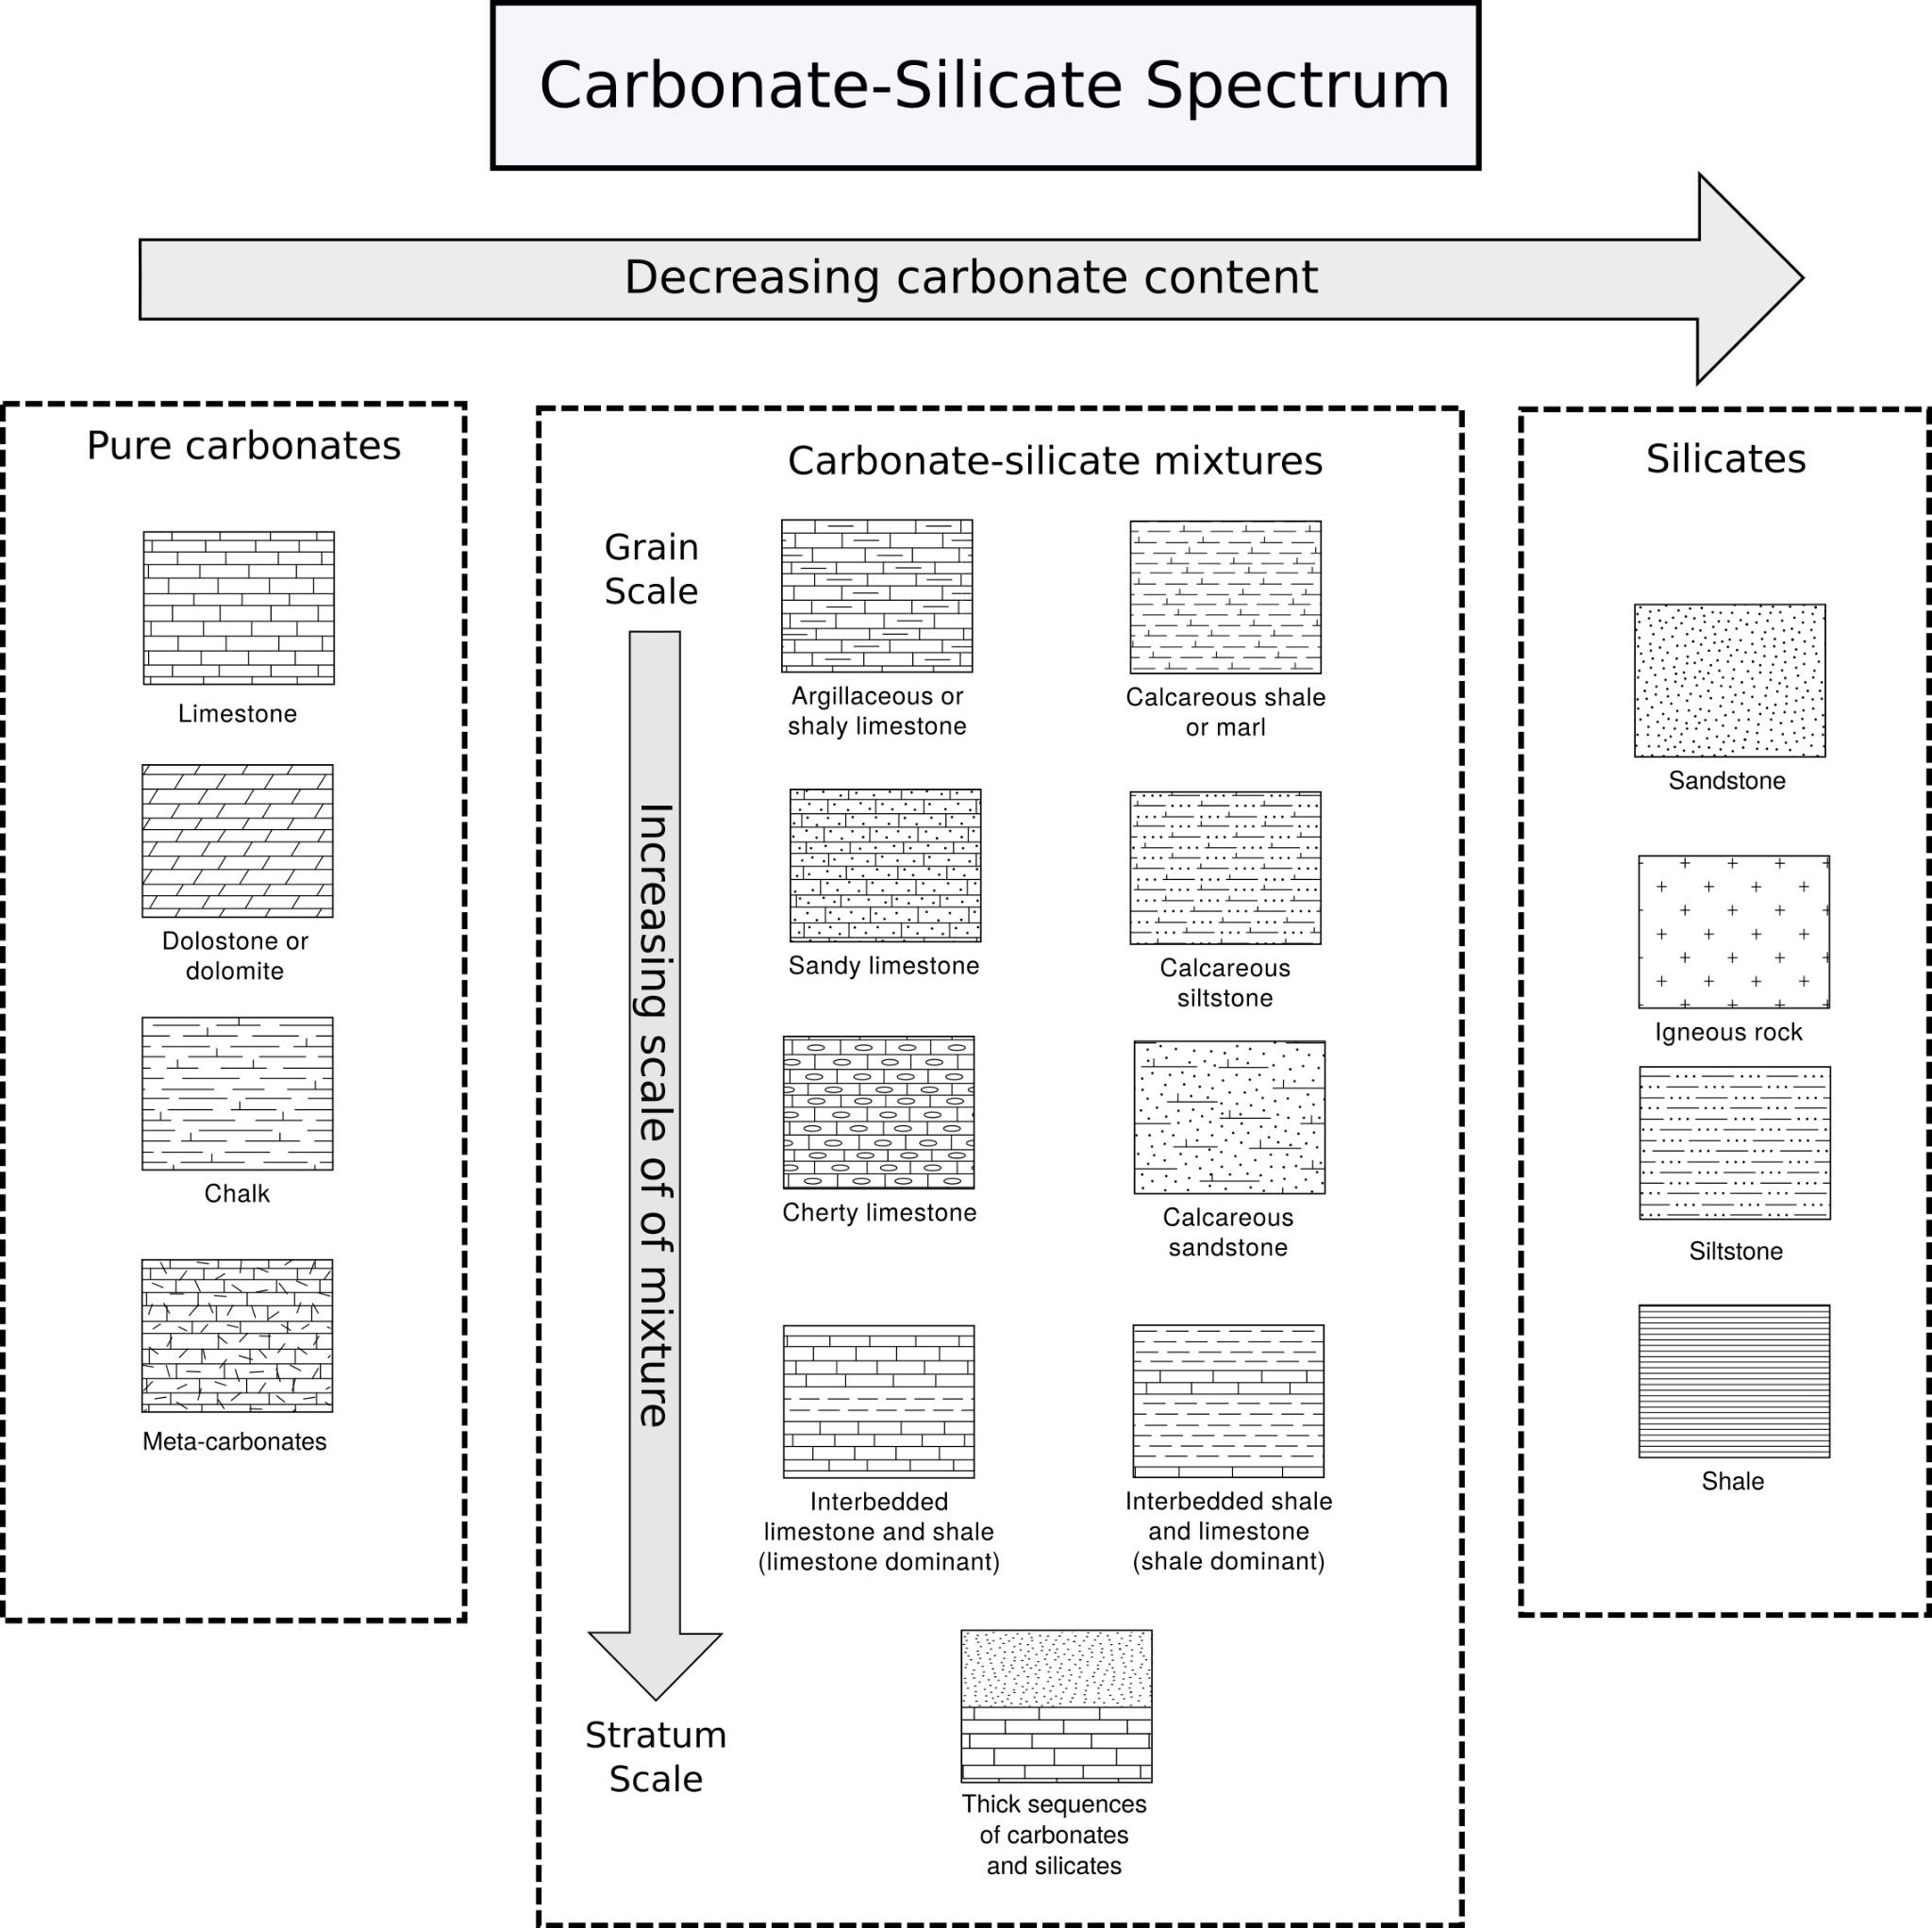 Carbonate-Silicate Spectrum
Decreasing carbonate content
Pure carbonates
Limestone
Dolostone or
dolomite
Chalk
Meta-carbonates
Carbonate-silicate mixtures
Grain
Scale
Increasing scale of of mixture
Stratum
Scale
Argillaceous or
shaly limestone
Calcareous shale
or marl
Sandy limestone
Calcareous
siltstone
Cherty limestone
Calcareous
sandstone
Interbedded
limestone and shale
(limestone dominant)
Interbedded shale
and limestone
(shale dominant)
Thick sequences
of carbonates
and silicates
Silicates
Sandstone
Igneous rock
Siltstone
Shale